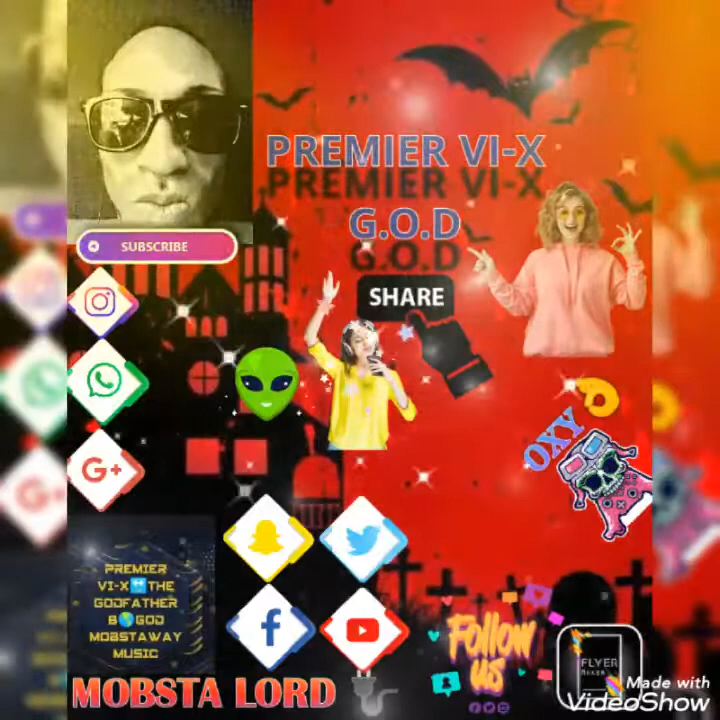 PREMIER VI-X
PREMIER VI-X
G.O.D
G.O.D
SUBSCRIBE
SHARE
G+
OXY
PREMIER
VI-X THE
GODFATHER
B🌎GOD
MOBSTAWAY
MUSIC
Follow
us
MOBSTA LORD
FLYER
MAKER
Made with
VideoShow